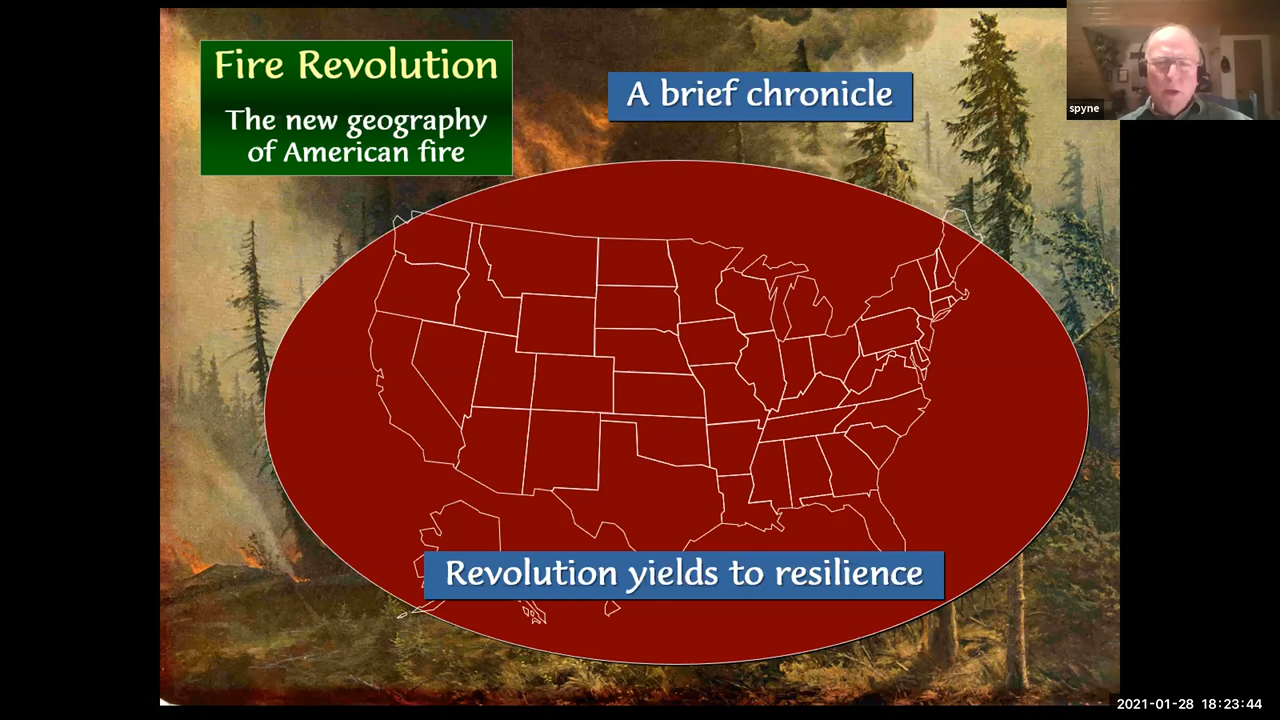 Fire Revolution
The new geography
of American fire
A brief chronicle
spyne
Revolution yields to resilience
2021-01-28 18:23:44